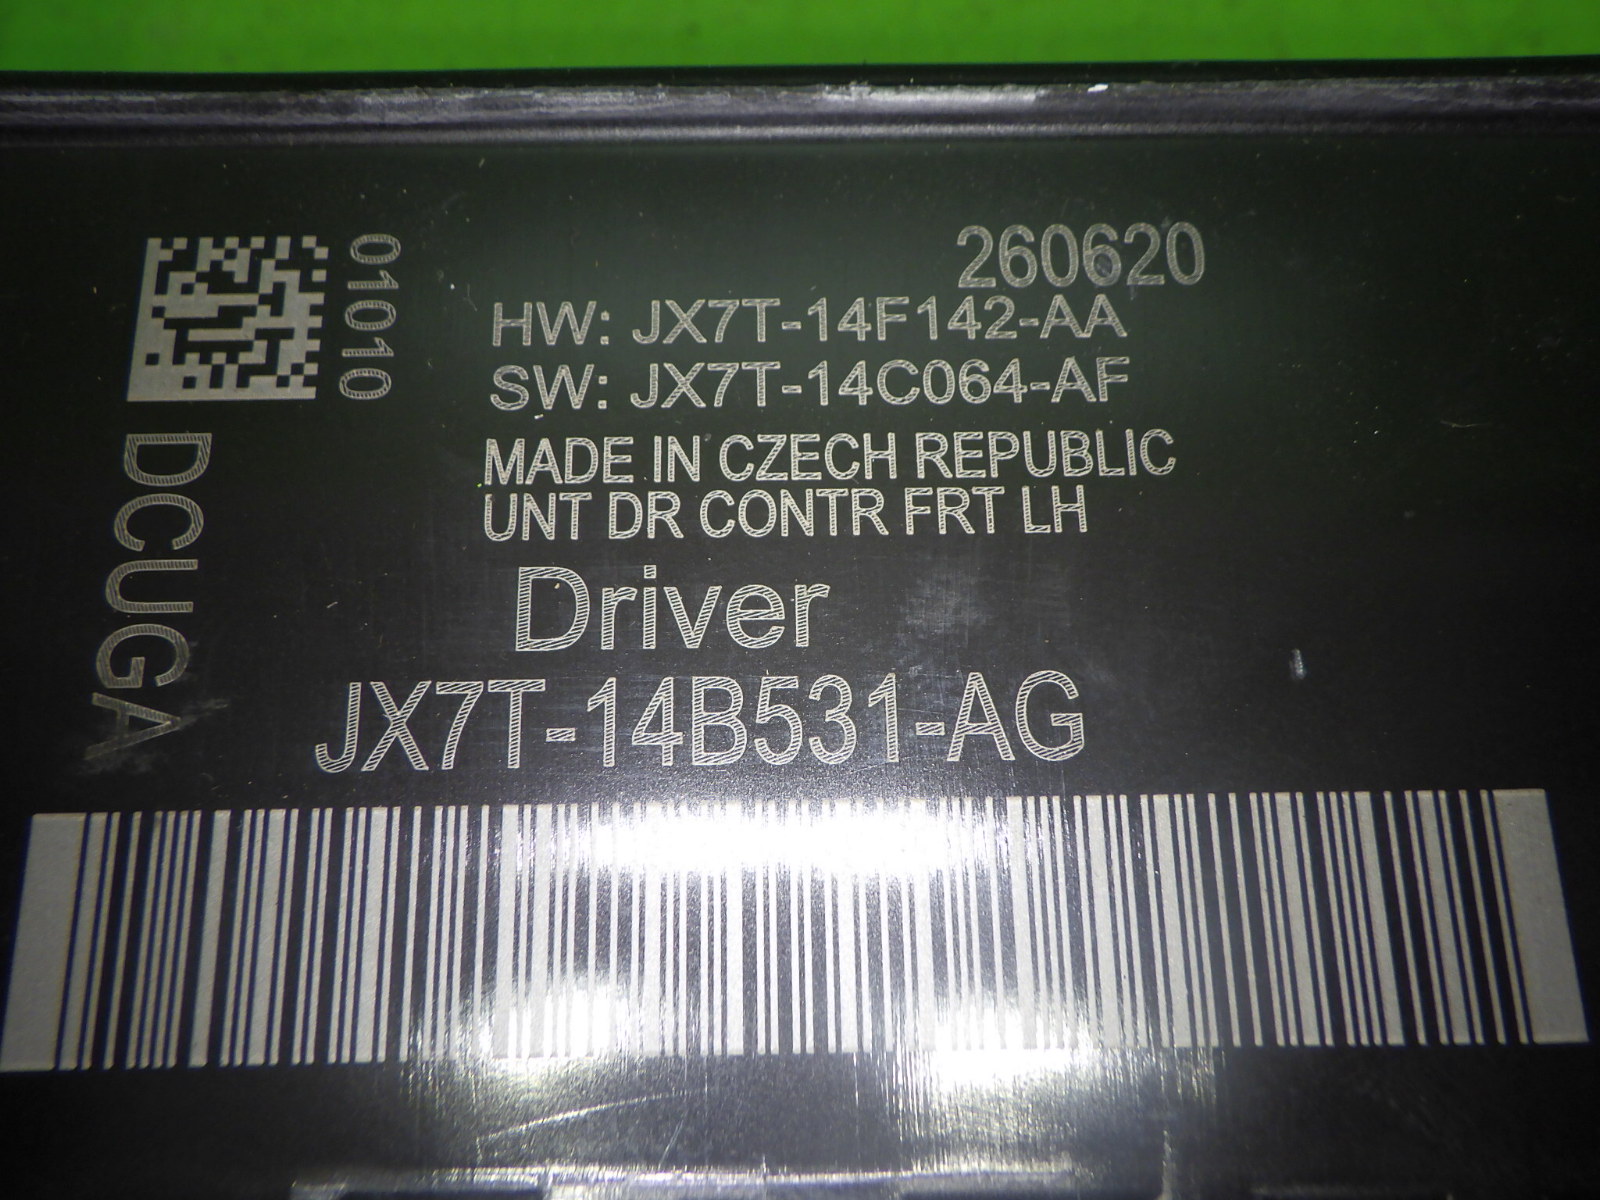 260620
01010
HW: JX7T-14F142-AA
SW: JX7T-14C064-AF
MADE IN CZECH REPUBLIC
UNT DR CONTR FRT LH
DCUGA
Driver
JX7T-14B531-AG